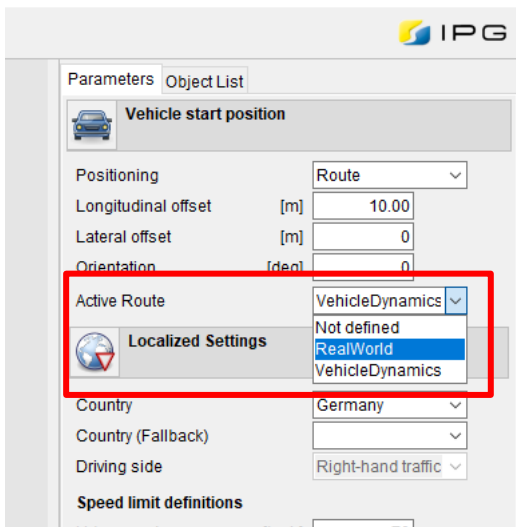 IPG
Parameters Object List
Vehicle start position
Positioning Route
Longitudinal offset [m] 10.00
Lateral offset [m] 0
Orientation [deg] 0
Active Route VehicleDynamics
Not defined
Localized Settings RealWorld
VehicleDynamics
Country Germany
Country (Fallback)
Driving side Right-hand traffic
Speed limit definitions